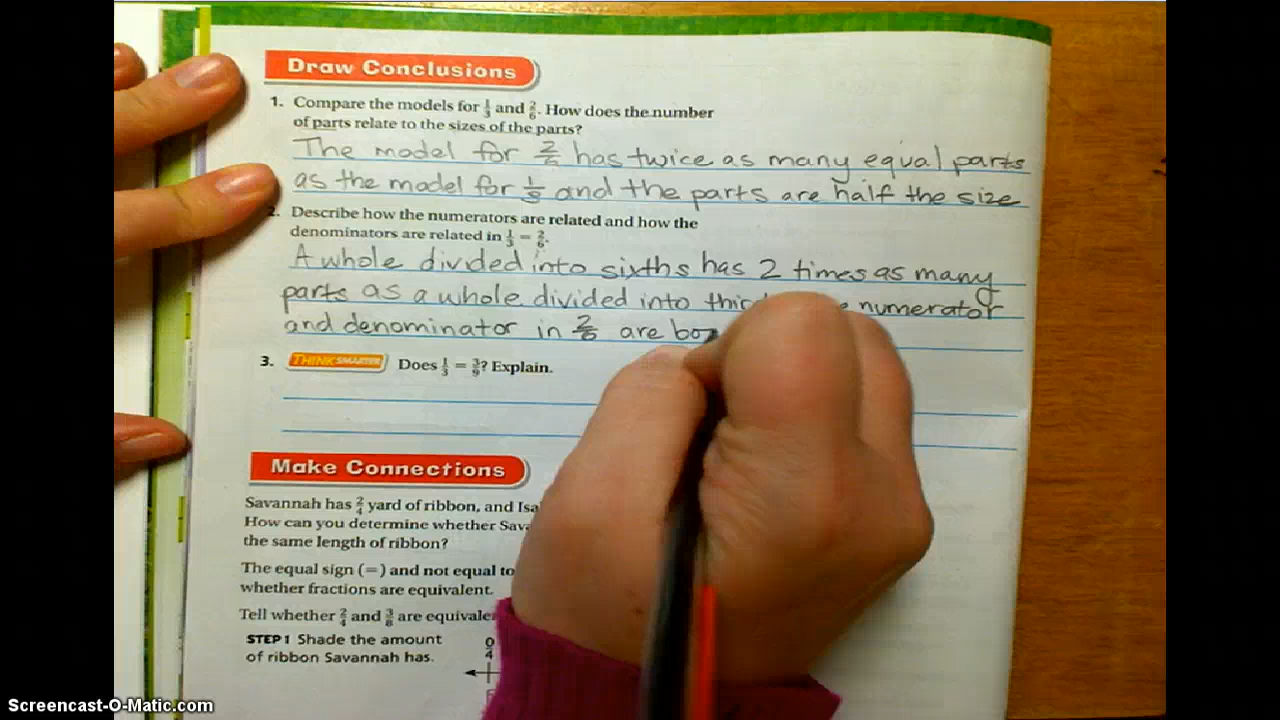 Draw Conclusions
1. Compare the models for 1/3 and 2/6. How does the number
of parts relate to the sizes of the parts?
The model for 2/6 has twice as many equal parts
as the model for 1/3 and the parts are half the size
2. Describe how the numerators are related and how the
denominators are related in 1/3 = 2/6.
A whole divided into sixths has 2 times as many
parts as a whole divided into numerator
and denominator in 2/6 are
3. THINK SMARTER Does 1/3 = 3/9? Explain.
Make Connections
Savannah has 2/4 yard of ribbon, and
How can you determine whether
the same length of ribbon?
The equal sign (=) and not equal to
whether fractions are equivalent.
Tell whether 2/4 and 3/8 are
STEP 1 Shade the amount
of ribbon Savannah has.
0/4
Screencast-O-Matic.com